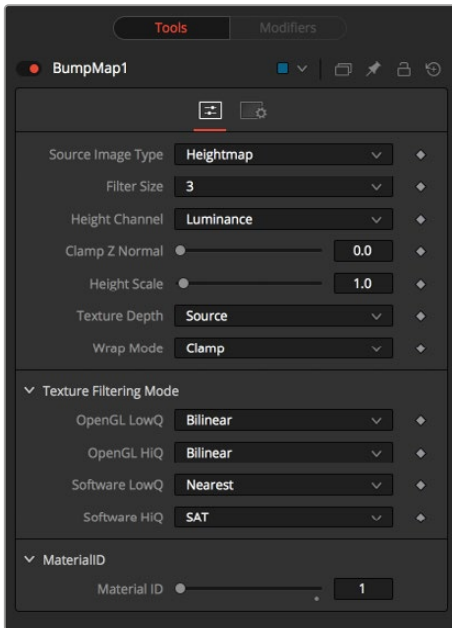 Tools Modifiers
BumpMap1
Source Image Type Heightmap
Filter Size 3
Height Channel Luminance
Clamp Z Normal 0.0
Height Scale 1.0
Texture Depth Source
Wrap Mode Clamp
Texture Filtering Mode
OpenGL LowQ Bilinear
OpenGL HiQ Bilinear
Software LowQ Nearest
Software HiQ SAT
MaterialID
Material ID 1